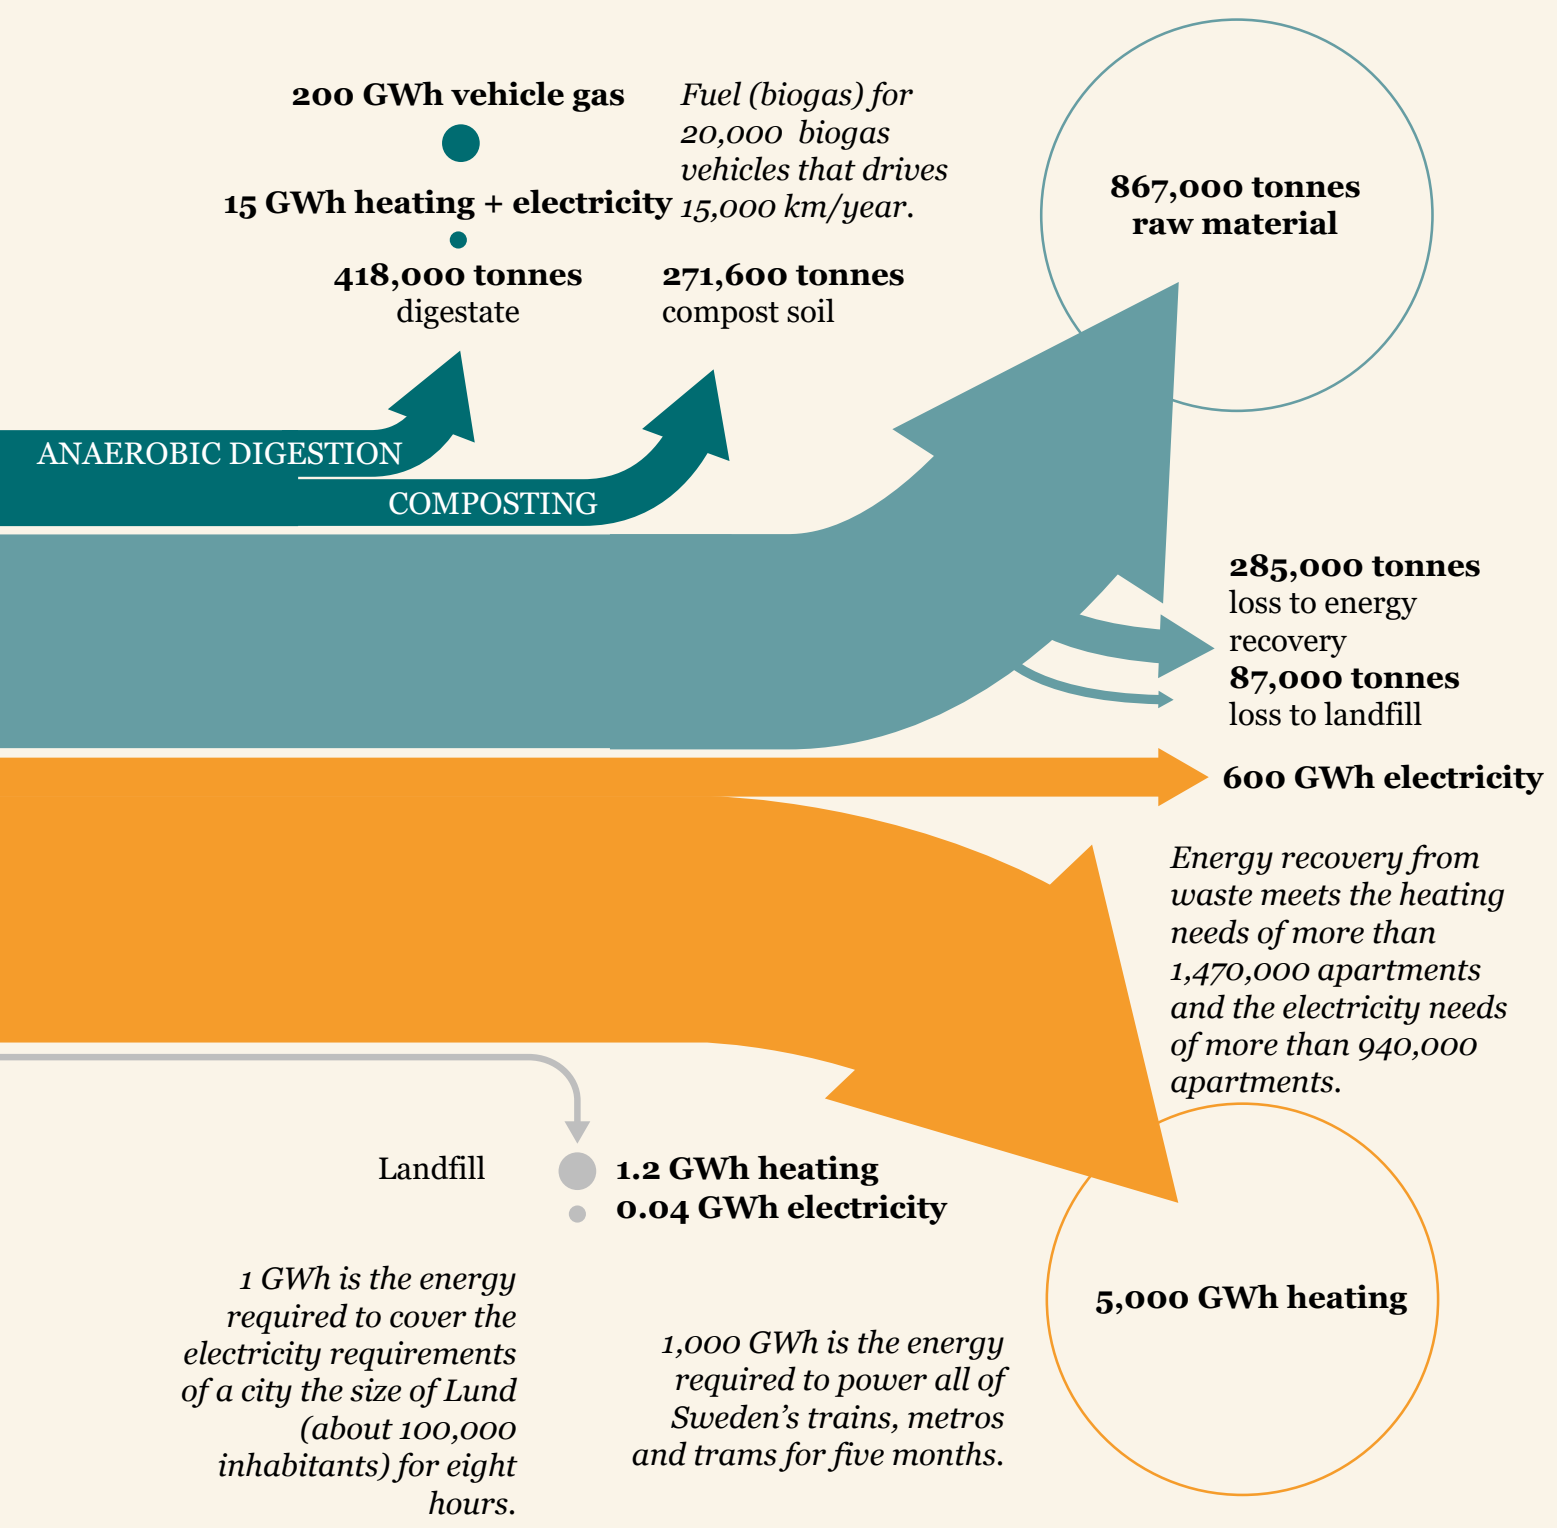 200 GWh vehicle gas
15 GWh heating + electricity
418,000 tonnes
digestate
Fuel (biogas) for
20,000 biogas
vehicles that drives
15,000 km/year.
271,600 tonnes
compost soil
867,000 tonnes
raw material
ANAEROBIC DIGESTION
COMPOSTING
285,000 tonnes
loss to energy
recovery
87,000 tonnes
loss to landfill
600 GWh electricity
Energy recovery from
waste meets the heating
needs of more than
1,470,000 apartments
and the electricity needs
of more than 940,000
apartments.
Landfill
1.2 GWh heating
0.04 GWh electricity
1 GWh is the energy
required to cover the
electricity requirements
of a city the size of Lund
(about 100,000
inhabitants) for eight
hours.
1,000 GWh is the energy
required to power all of
Sweden’s trains, metros
and trams for five months.
5,000 GWh heating